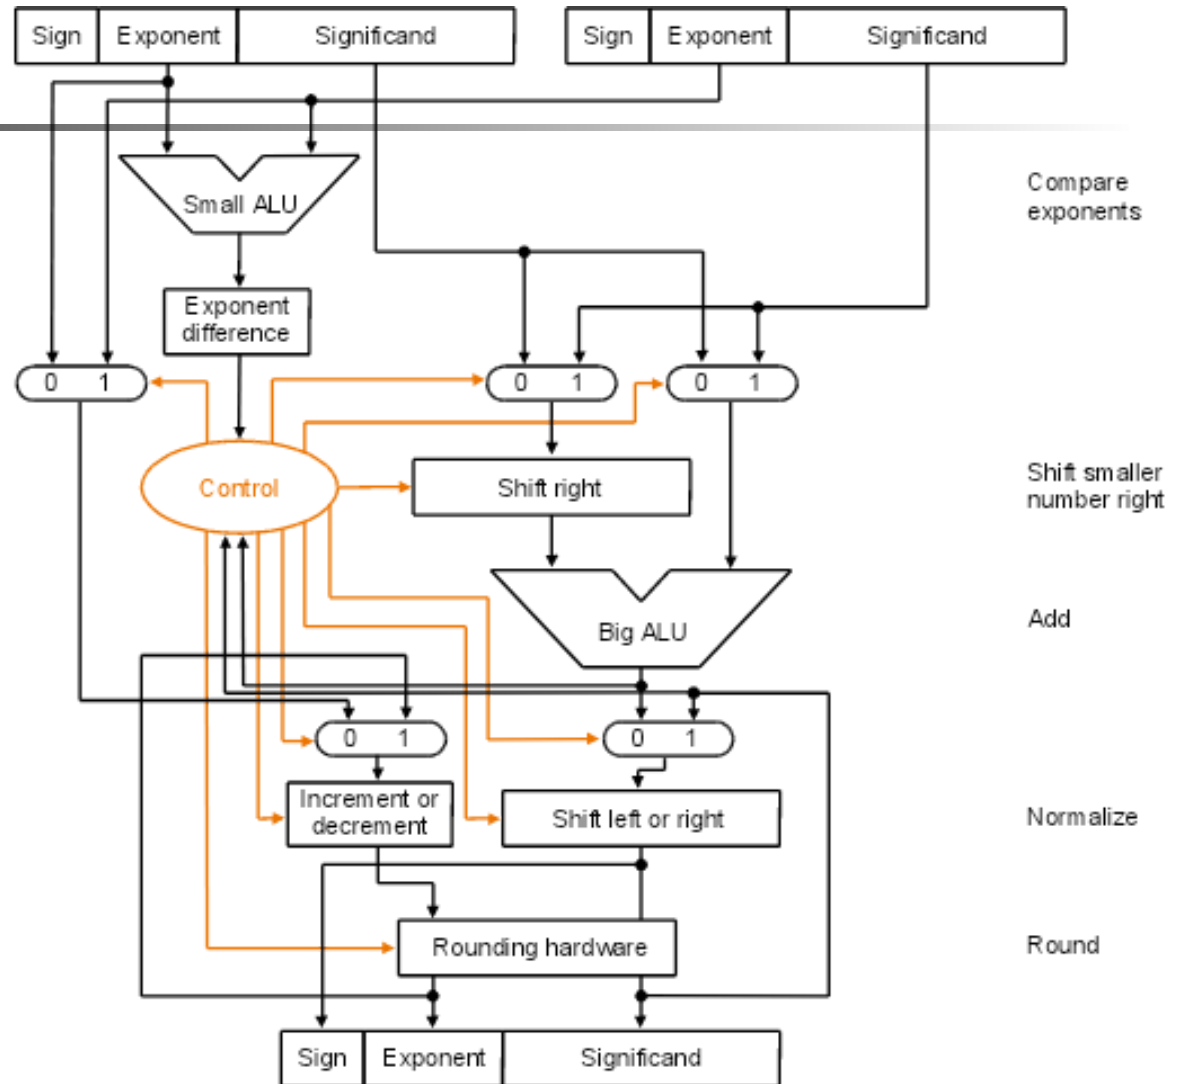 Sign Exponent Significand Sign Exponent Significand
Small ALU
Compare
exponents
Exponent
difference
0 1 0 1 0 1
Control
Shift right
Shift smaller
number right
Big ALU
Add
0 1 0 1
Increment or
decrement
Shift left or right
Normalize
Rounding hardware
Round
Sign Exponent Significand